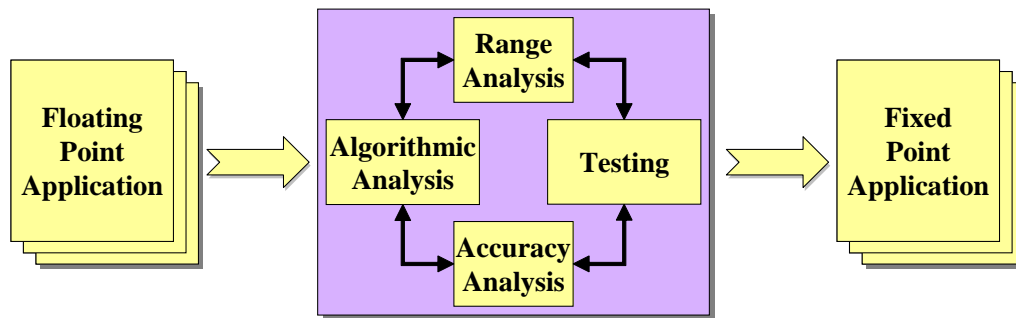 Floating
Point
Application
Range
Analysis
Algorithmic
Analysis
Testing
Accuracy
Analysis
Fixed
Point
Application